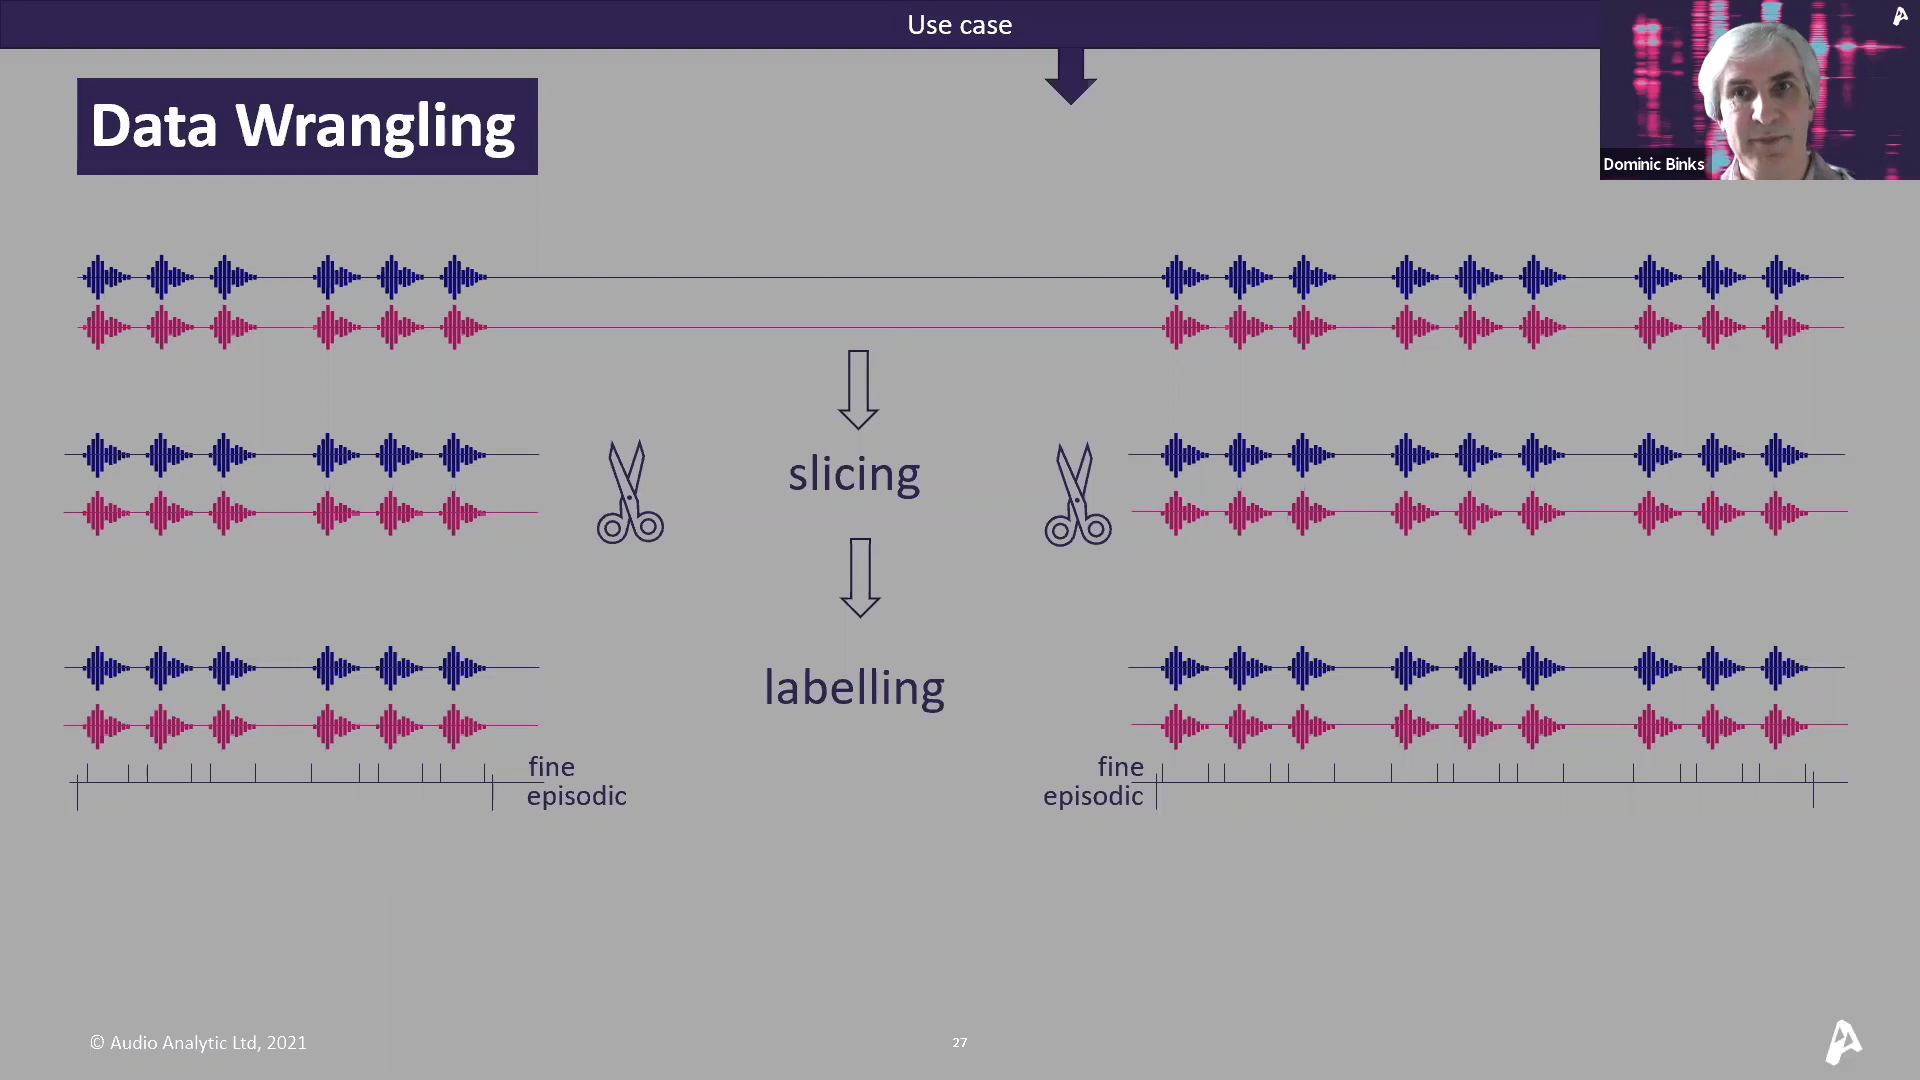 Use case
Data Wrangling
Dominic Binks
slicing
labelling
fine
episodic
fine
episodic
© Audio Analytic Ltd, 2021
27